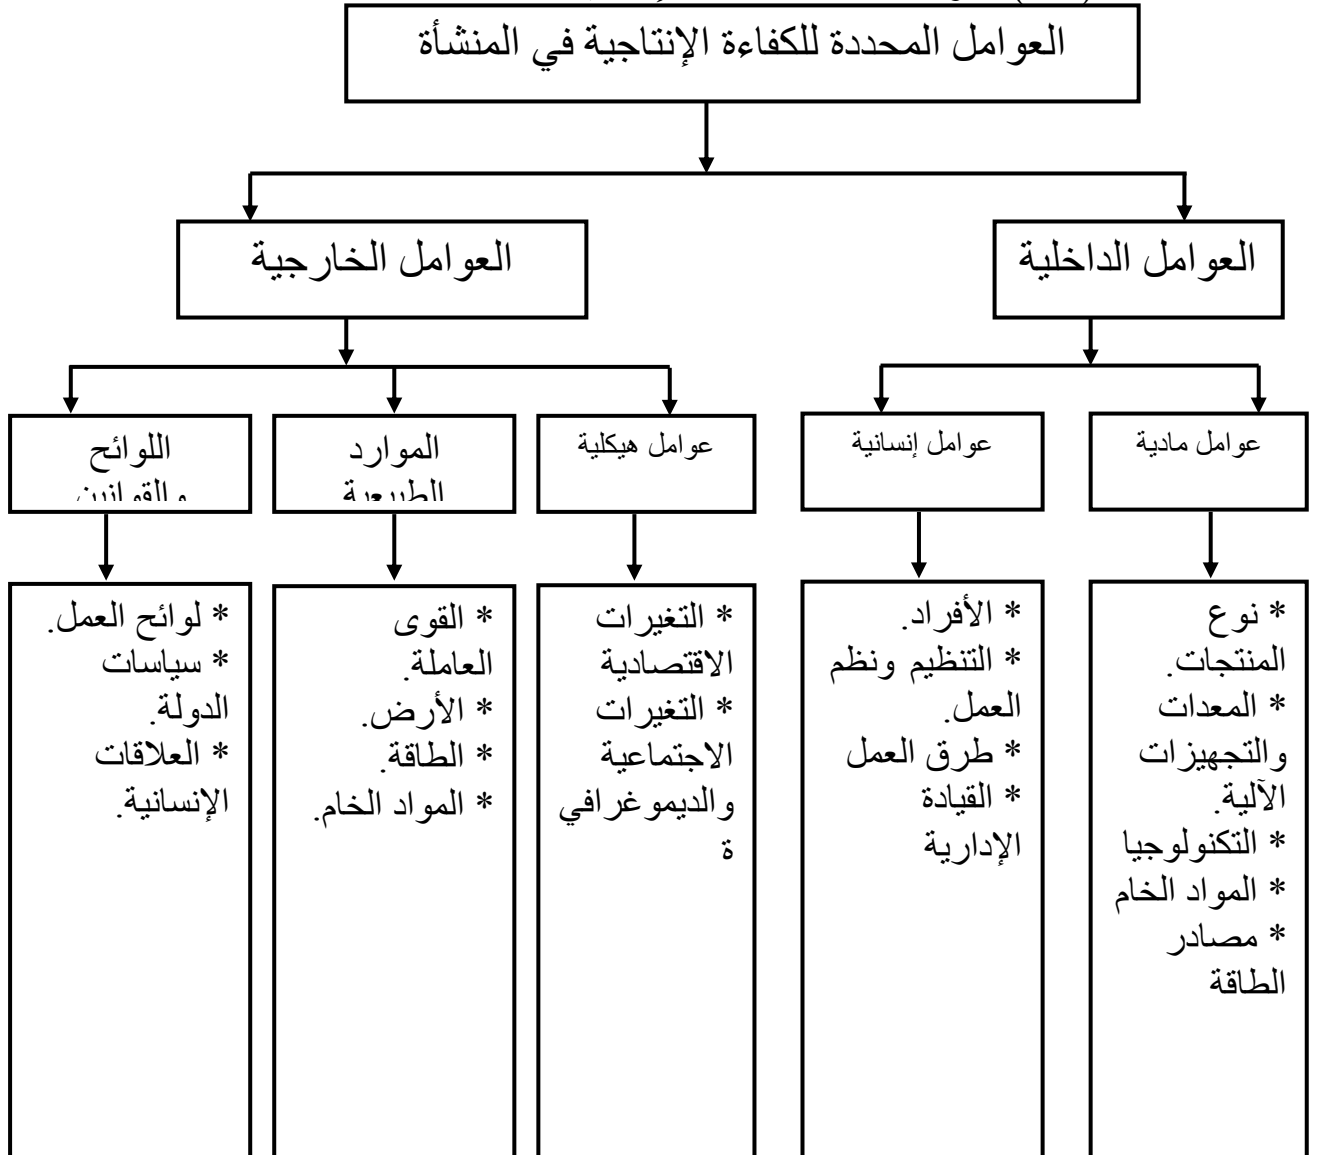 العوامل المحددة للكفاءة الإنتاجية في المنشأة
العوامل الداخلية
العوامل الخارجية
عوامل مادية
عوامل إنسانية
عوامل هيكلية
الموارد
الطبيعية
اللوائح
والقوانين
* نوع
المنتجات.
* المعدات
والتجهيزات
الآلية.
* التكنولوجيا
* المواد الخام
* مصادر
الطاقة
* الأفراد.
* التنظيم ونظم
العمل.
* طرق العمل
* القيادة
الإدارية
* التغيرات
الاقتصادية
* التغيرات
الاجتماعية
والديموغرافي
ة
* القوى
العاملة.
* الأرض.
* الطاقة.
* المواد الخام.
* لوائح العمل.
* سياسات
الدولة.
* العلاقات
الإنسانية.